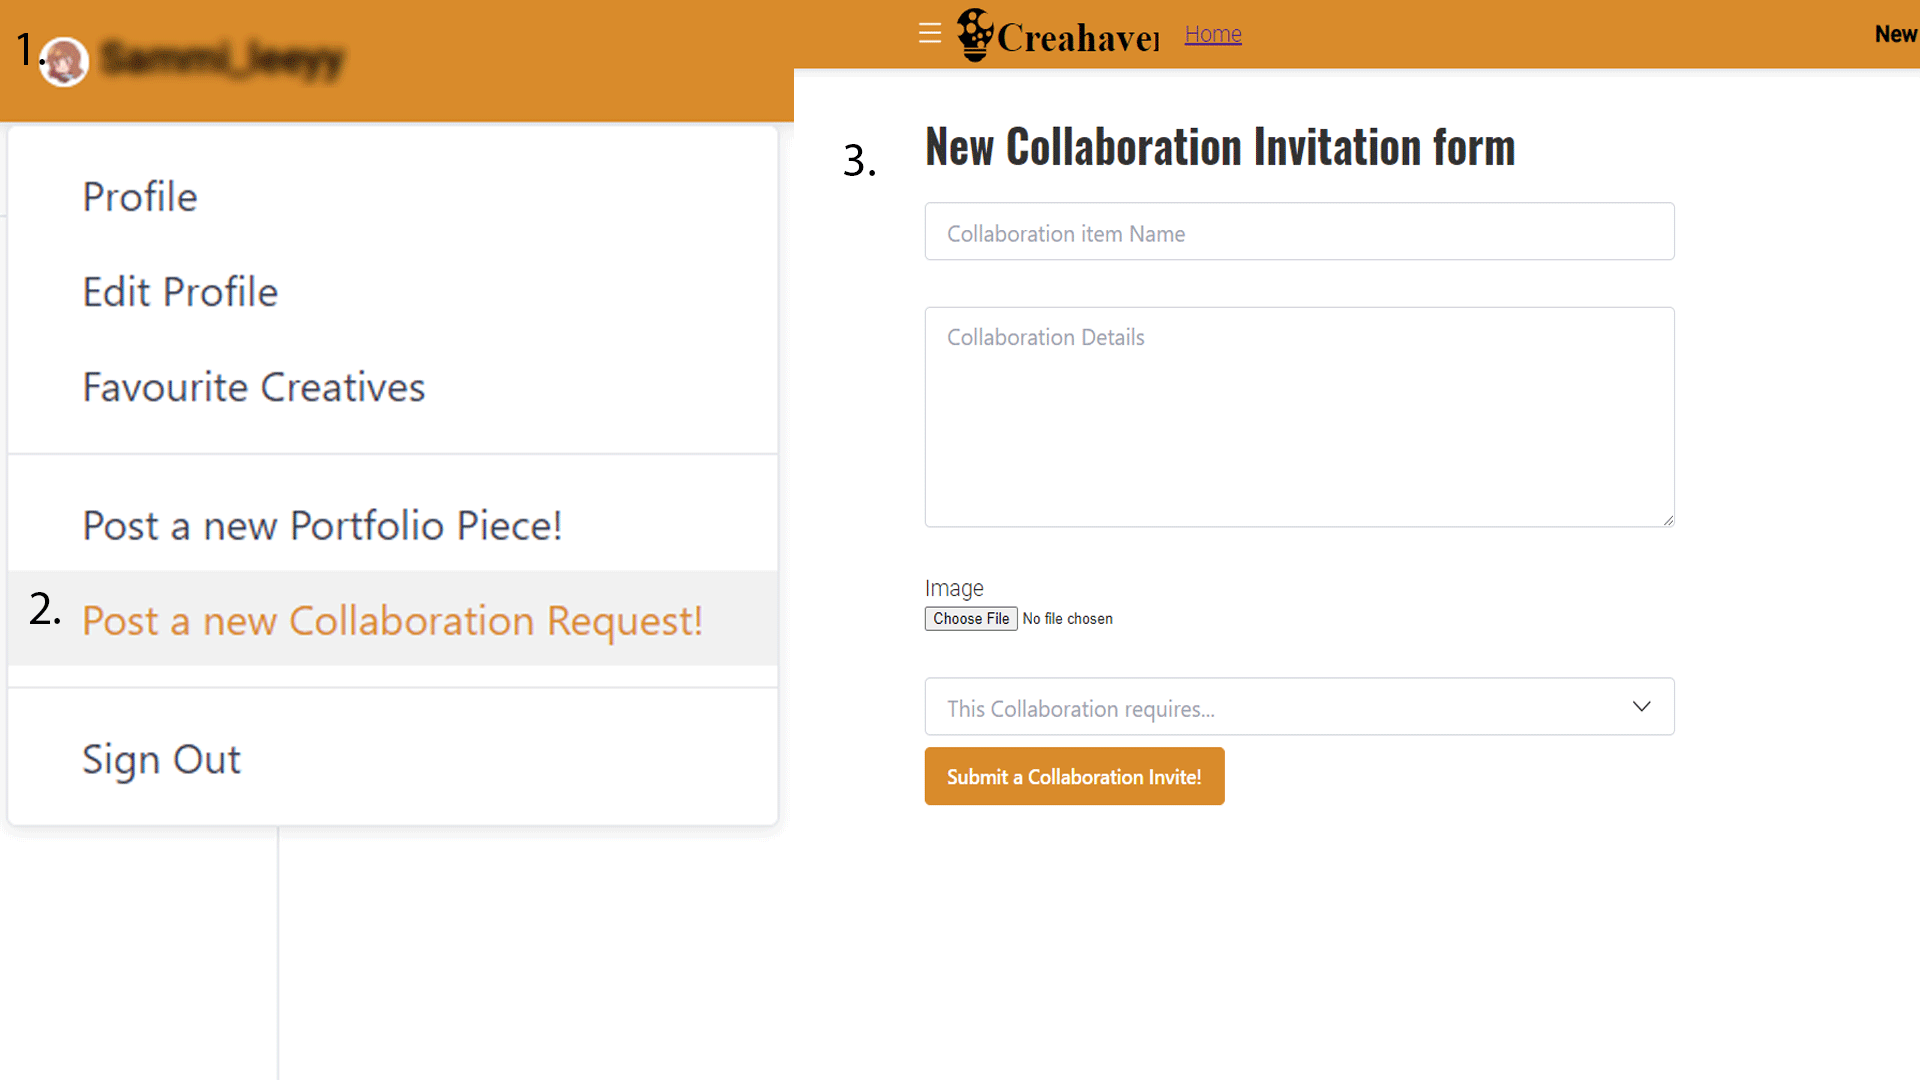 1.
Profile
Edit Profile
Favourite Creatives
Post a new Portfolio Piece!
2. Post a new Collaboration Request!
Sign Out
Creahaven Home
New
3. New Collaboration Invitation form
Collaboration item Name
Collaboration Details
Image
Choose File No file chosen
This Collaboration requires...
Submit a Collaboration Invite!